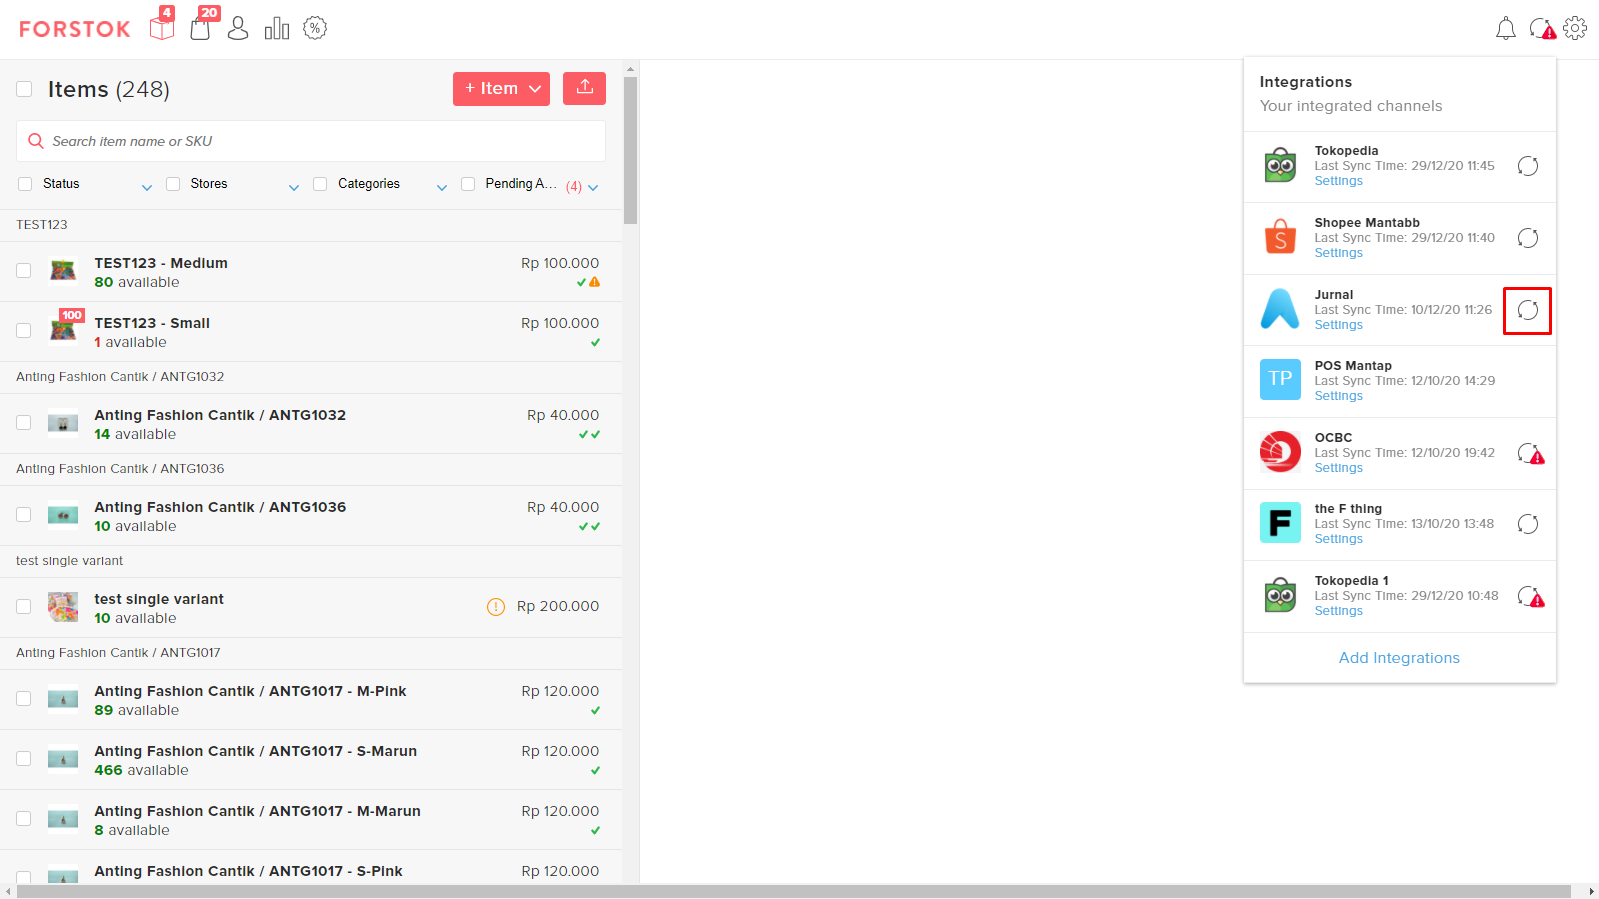 FORSTOK
4
20
%
Items (248)
+ Item
Search item name or SKU
Status
Stores
Categories
Pending A... (4)
TEST123
TEST123 - Medium
Rp 100.000
80 available
100
TEST123 - Small
Rp 100.000
1 available
Anting Fashion Cantik / ANTG1032
Anting Fashion Cantik / ANTG1032
Rp 40.000
14 available
Anting Fashion Cantik / ANTG1036
Anting Fashion Cantik / ANTG1036
Rp 40.000
10 available
test single variant
test single variant
Rp 200.000
10 available
Anting Fashion Cantik / ANTG1017
Anting Fashion Cantik / ANTG1017 - M-Pink
Rp 120.000
89 available
Anting Fashion Cantik / ANTG1017 - S-Marun
Rp 120.000
466 available
Anting Fashion Cantik / ANTG1017 - M-Marun
Rp 120.000
8 available
Anting Fashion Cantik / ANTG1017 - S-Pink
Rp 120.000
Integrations
Your integrated channels
Tokopedia
Last Sync Time: 29/12/20 11:45
Settings
S
Shopee Mantabb
Last Sync Time: 29/12/20 11:40
Settings
Jurnal
Last Sync Time: 10/12/20 11:26
Settings
TP
POS Mantap
Last Sync Time: 12/10/20 14:29
Settings
OCBC
Last Sync Time: 12/10/20 19:42
Settings
F
the F thing
Last Sync Time: 13/10/20 13:48
Settings
Tokopedia 1
Last Sync Time: 29/12/20 10:48
Settings
Add Integrations